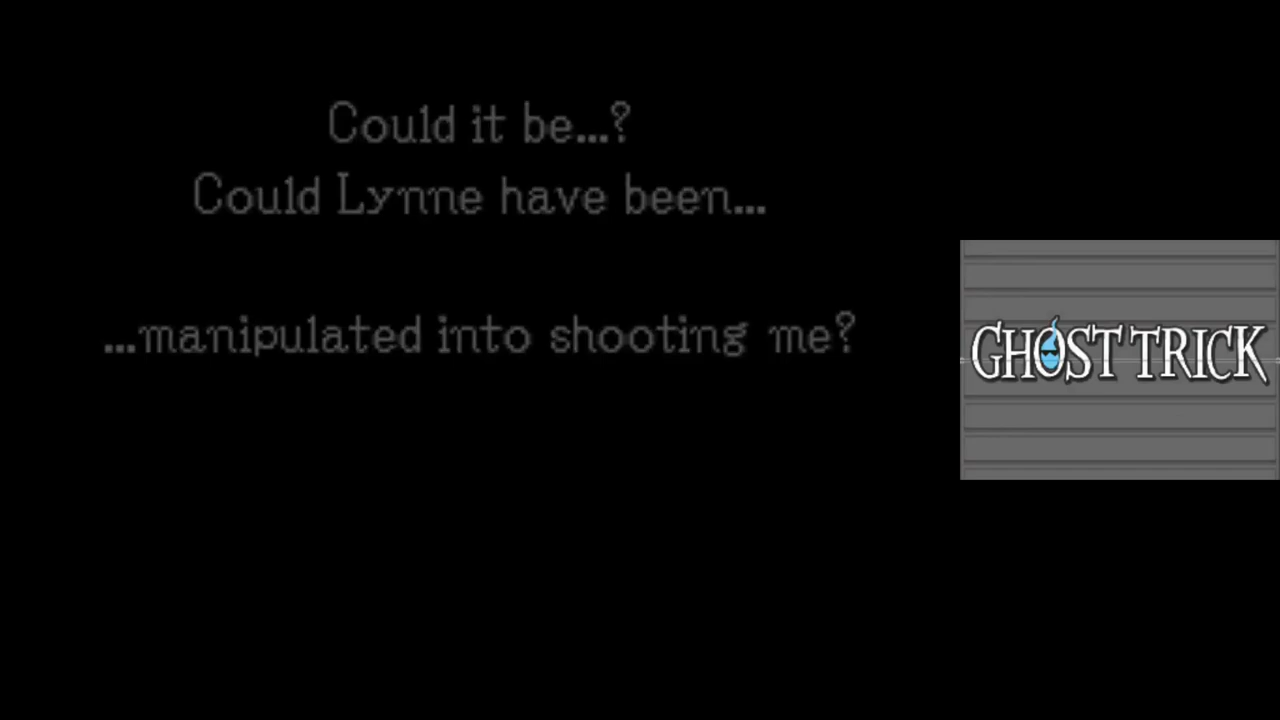 Could it be...?
Could Lynne have been...
...manipulated into shooting me?
GHOST TRICK